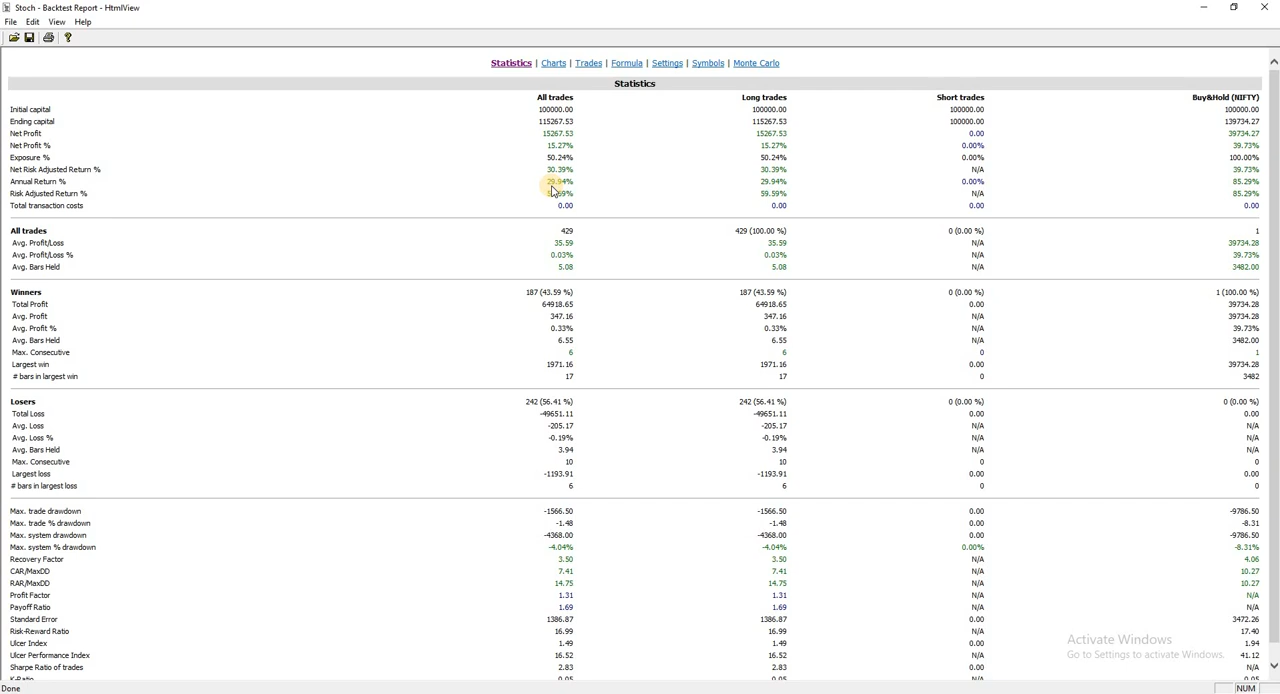 Stoch - Backtest Report - HtmlView
File Edit View Help
Statistics | Charts | Trades | Formula | Settings | Symbols | Monte Carlo
Statistics
All trades Long trades Short trades Buy&Hold (NIFTY)
Initial capital 100000.00 100000.00 100000.00 100000.00
Ending capital 115267.53 115267.53 100000.00 139734.27
Net Profit 15267.53 15267.53 0.00 39734.27
Net Profit % 15.27% 15.27% 0.00% 39.73%
Exposure % 50.24% 50.24% 0.00% 100.00%
Net Risk Adjusted Return % 30.39% 30.39% N/A 39.73%
Annual Return % 29.94% 29.94% 0.00% 85.29%
Risk Adjusted Return % 59.59% N/A 85.29%
Total transaction costs 0.00 0.00 0.00 0.00
All trades 429 429 (100.00 %) 0 (0.00 %) 1
Avg. Profit/Loss 35.59 35.59 N/A 39734.28
Avg. Profit/Loss % 0.03% 0.03% N/A 39.73%
Avg. Bars Held 5.08 5.08 N/A 3482.00
Winners 187 (43.59 %) 187 (43.59 %) 0 (0.00 %) 1 (100.00 %)
Total Profit 64918.65 64918.65 0.00 39734.28
Avg. Profit 347.16 347.16 N/A 39734.28
Avg. Profit % 0.33% 0.33% N/A 39.73%
Avg. Bars Held 6.55 6.55 N/A 3482.00
Max. Consecutive 6 6 0 1
Largest win 1971.16 1971.16 0.00 39734.28
# bars in largest win 17 17 0 3482
Losers 242 (56.41 %) 242 (56.41 %) 0 (0.00 %) 0 (0.00 %)
Total Loss -49651.11 -49651.11 0.00 0.00
Avg. Loss -205.17 -205.17 N/A N/A
Avg. Loss % -0.19% -0.19% N/A N/A
Avg. Bars Held 3.94 3.94 N/A N/A
Max. Consecutive 10 10 0 0
Largest loss -1193.91 -1193.91 0.00 0.00
# bars in largest loss 6 6 0 0
Max. trade drawdown -1566.50 -1566.50 0.00 -9786.50
Max. trade % drawdown -1.48 -1.48 0.00 -8.31
Max. system drawdown -4368.00 -4368.00 0.00 -9786.50
Max. system % drawdown -4.04% -4.04% 0.00% -8.31%
Recovery Factor 3.50 3.50 N/A 4.06
CAR/MaxDD 7.41 7.41 N/A 10.27
RAR/MaxDD 14.75 14.75 N/A 10.27
Profit Factor 1.31 1.31 N/A N/A
Payoff Ratio 1.69 1.69 N/A N/A
Standard Error 1386.87 1386.87 0.00 3472.26
Risk-Reward Ratio 16.99 16.99 N/A 17.40
Ulcer Index 1.49 1.49 0.00 1.94
Ulcer Performance Index 16.52 16.52 N/A 41.12
Sharpe Ratio of trades 2.83 2.83 0.00 N/A
K-Ratio 0.05 0.05 N/A 0.05
Activate Windows
Go to Settings to activate Windows.
Done NUM